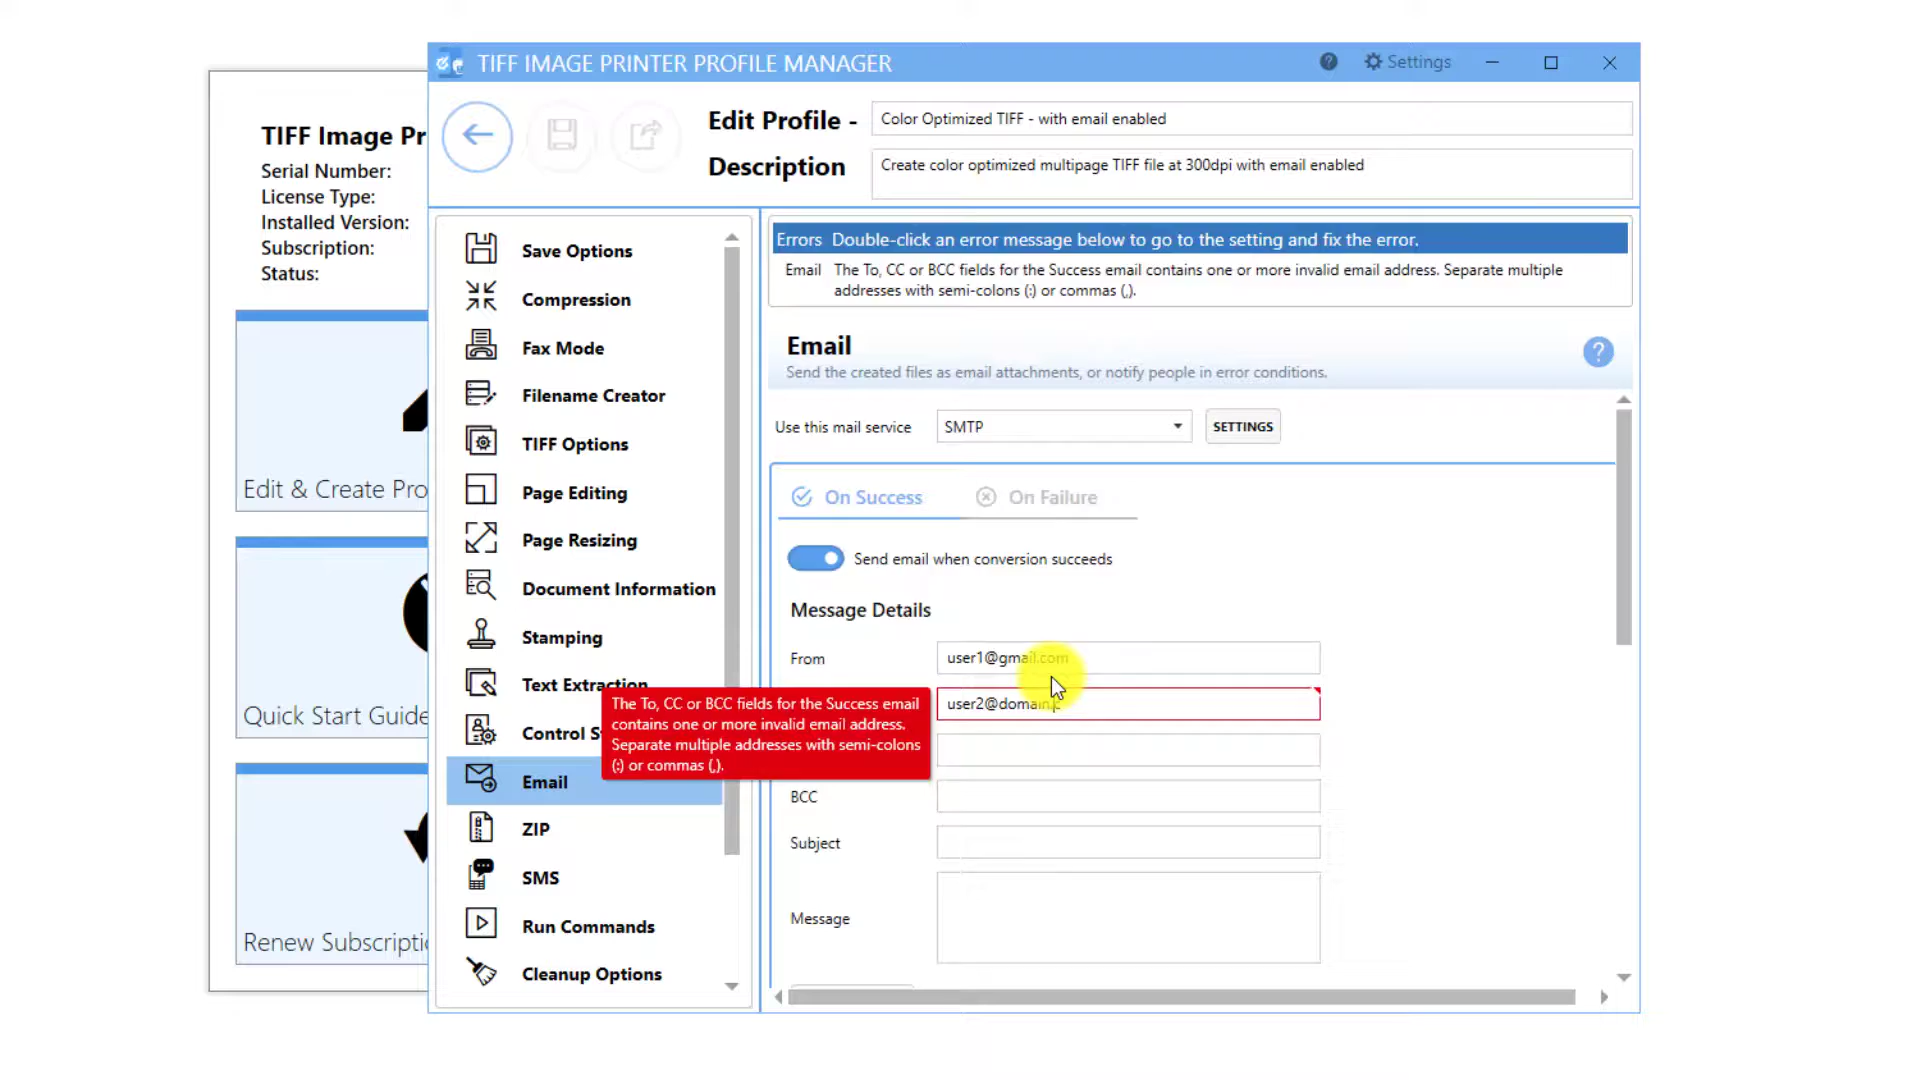 TIFF IMAGE PRINTER PROFILE MANAGER
Settings
TIFF Image Pr
Serial Number:
License Type:
Installed Version:
Subscription:
Status:
Edit & Create Pro
Quick Start Guide
Renew Subscripti
Edit Profile -
Color Optimized TIFF - with email enabled
Description
Create color optimized multipage TIFF file at 300dpi with email enabled
Save Options
Compression
Fax Mode
Filename Creator
TIFF Options
Page Editing
Page Resizing
Document Information
Stamping
Text Extraction
Control S
Email
ZIP
SMS
Run Commands
Cleanup Options
Errors Double-click an error message below to go to the setting and fix the error.
Email The To, CC or BCC fields for the Success email contains one or more invalid email address. Separate multiple
addresses with semi-colons (;) or commas (,).
Email
?
Send the created files as email attachments, or notify people in error conditions.
Use this mail service
SMTP
SETTINGS
On Success
On Failure
Send email when conversion succeeds
Message Details
From
user1@gmail.com
user2@domain.c
The To, CC or BCC fields for the Success email
contains one or more invalid email address.
Separate multiple addresses with semi-colons
(;) or commas (,).
BCC
Subject
Message